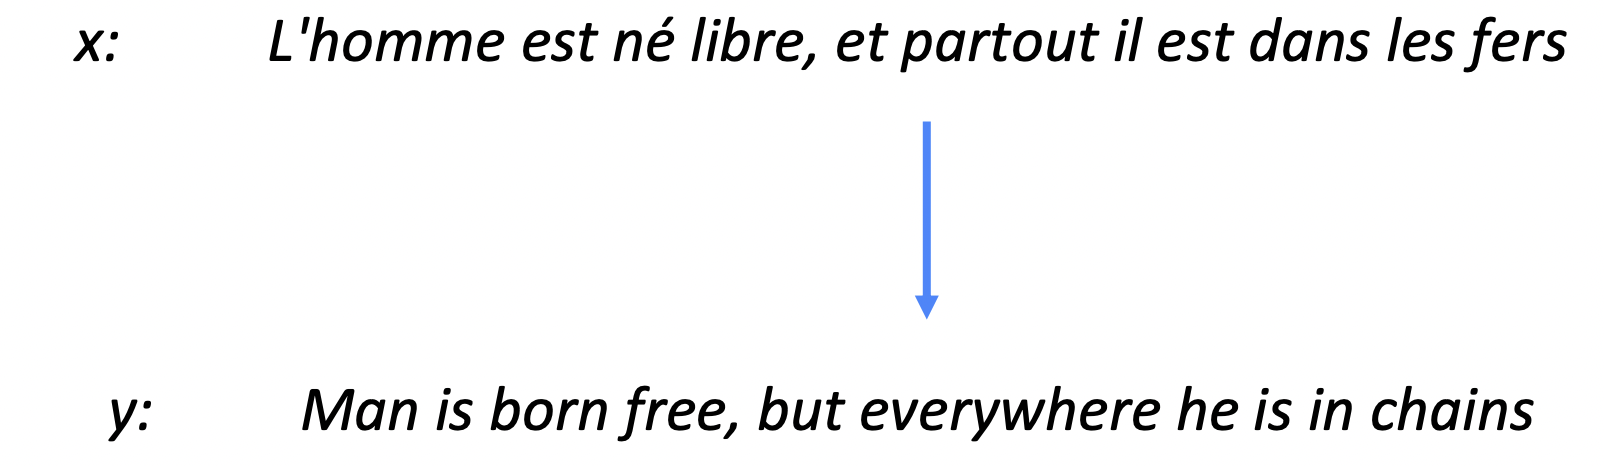 x: L'homme est né libre, et partout il est dans les fers
y: Man is born free, but everywhere he is in chains